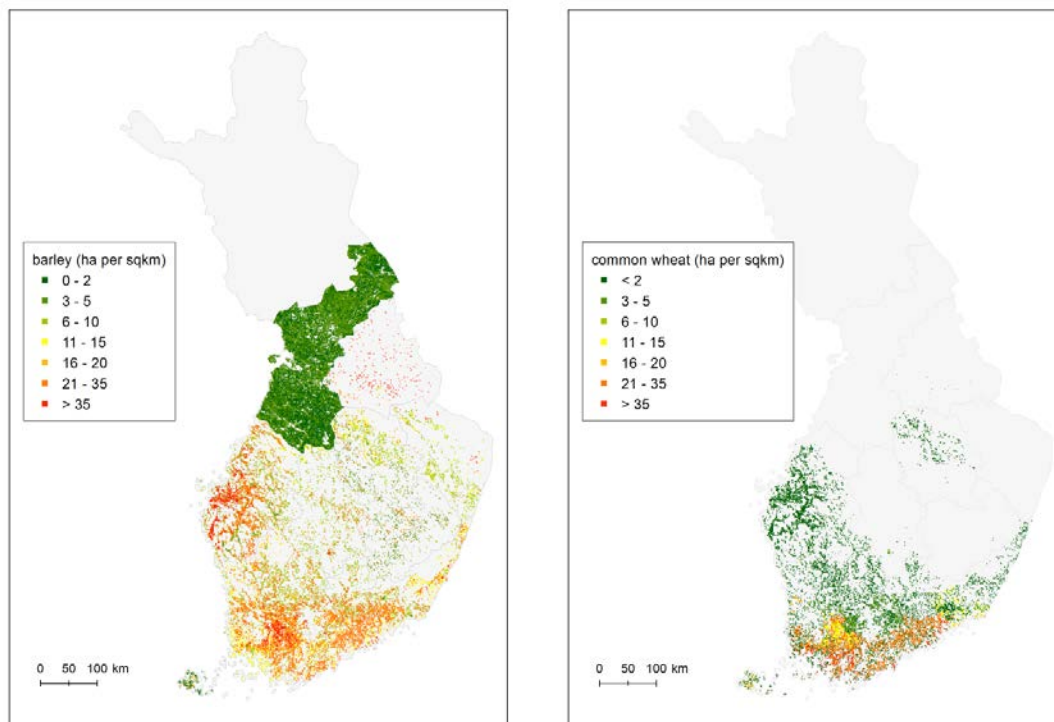 barley (ha per sqkm)
0 - 2
3 - 5
6 - 10
11 - 15
16 - 20
21 - 35
> 35
0 50 100 km
common wheat (ha per sqkm)
< 2
3 - 5
6 - 10
11 - 15
16 - 20
21 - 35
> 35
0 50 100 km